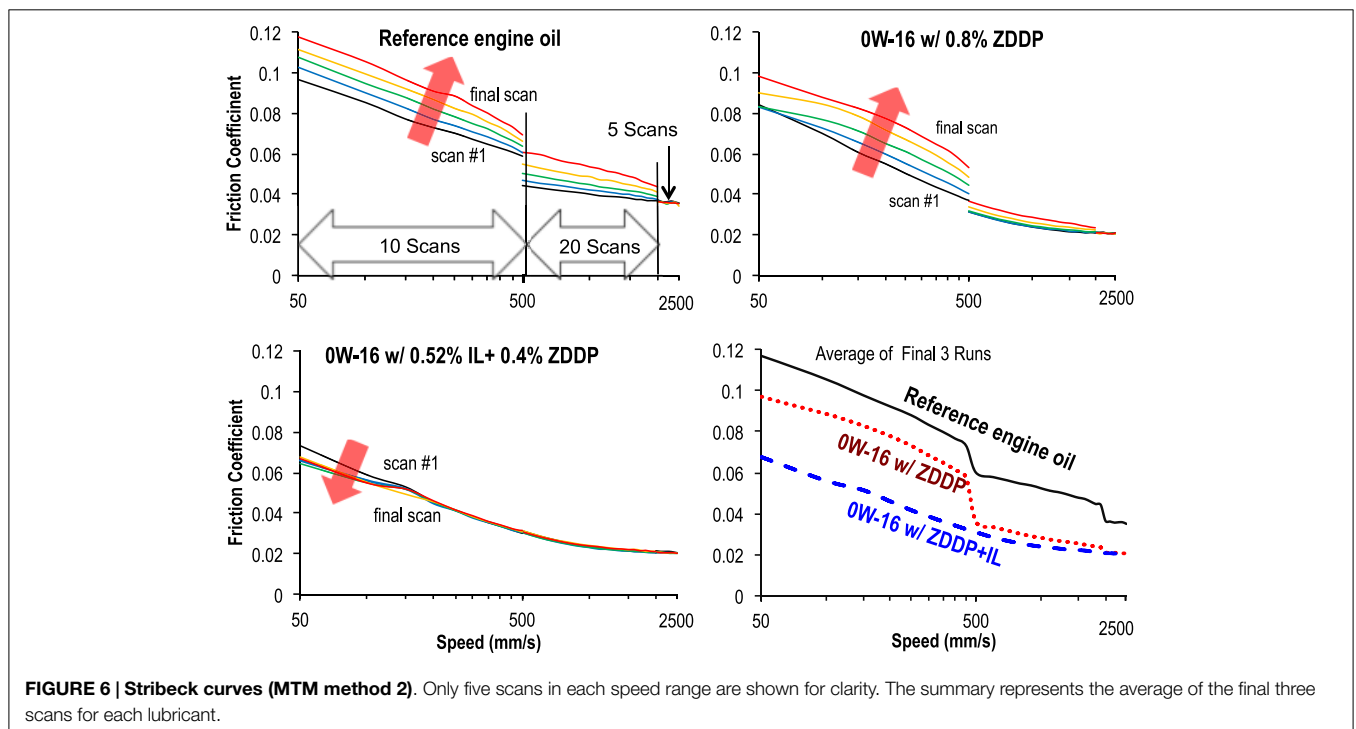 Reference engine oil
Friction Coefficinent
0.12
0.1
0.08
0.06
0.04
0.02
0
final scan
scan #1
5 Scans
10 Scans
20 Scans
50
500
2500
0W-16 w/ 0.8% ZDDP
0.12
0.1
0.08
0.06
0.04
0.02
0
final scan
scan #1
50
500
2500
0W-16 w/ 0.52% IL+ 0.4% ZDDP
Friction Coefficient
0.12
0.1
0.08
0.06
0.04
0.02
0
scan #1
final scan
50
500
2500
Speed (mm/s)
Average of Final 3 Runs
0.12
0.1
0.08
0.06
0.04
0.02
0
Reference engine oil
0W-16 w/ ZDDP
0W-16 w/ ZDDP+IL
50
500
2500
Speed (mm/s)
FIGURE 6 | Stribeck curves (MTM method 2). Only five scans in each speed range are shown for clarity. The summary represents the average of the final three
scans for each lubricant.